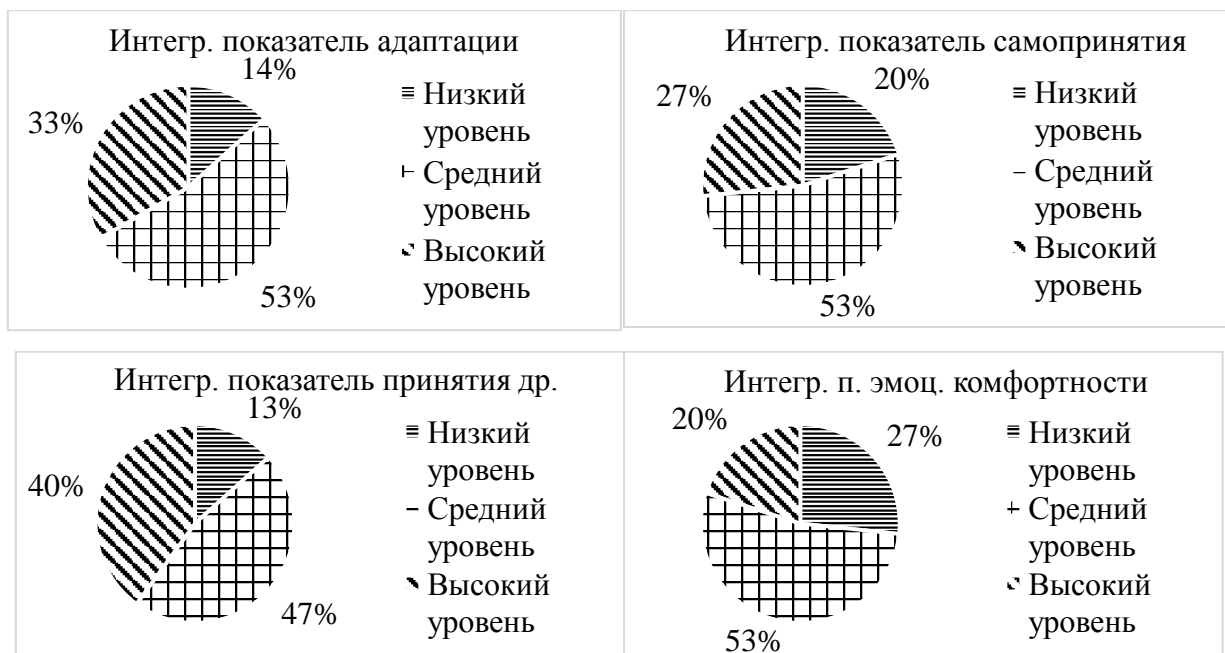 Интегр. показатель адаптации
14%
33%
53%
Низкий
уровень
Средний
уровень
Высокий
уровень
Интегр. показатель самопринятия
20%
27%
53%
Низкий
уровень
Средний
уровень
Высокий
уровень
Интегр. показатель принятия др.
13%
40%
47%
Низкий
уровень
Средний
уровень
Высокий
уровень
Интегр. п. эмоц. комфортности
20%
27%
53%
Низкий
уровень
Средний
уровень
Высокий
уровень